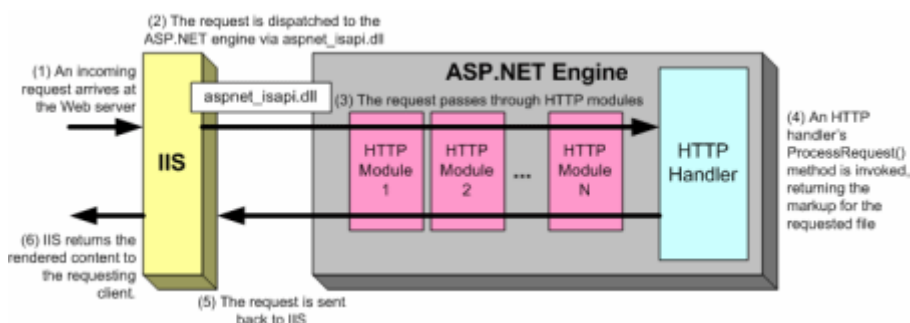 (2) The request is dispatched to the
ASP.NET engine via aspnet_isapi.dll
(1) An incoming
request arrives at
the Web server
aspnet_isapi.dll
ASP.NET Engine
(3) The request passes through HTTP modules
IIS
HTTP
Module
1
HTTP
Module
2
...
HTTP
Module
N
HTTP
Handler
(4) An HTTP
handler's
ProcessRequest()
method is invoked,
returning the
markup for the
requested file
(6) IIS returns the
rendered content to
the requesting
client.
(5) The request is sent
back to IIS